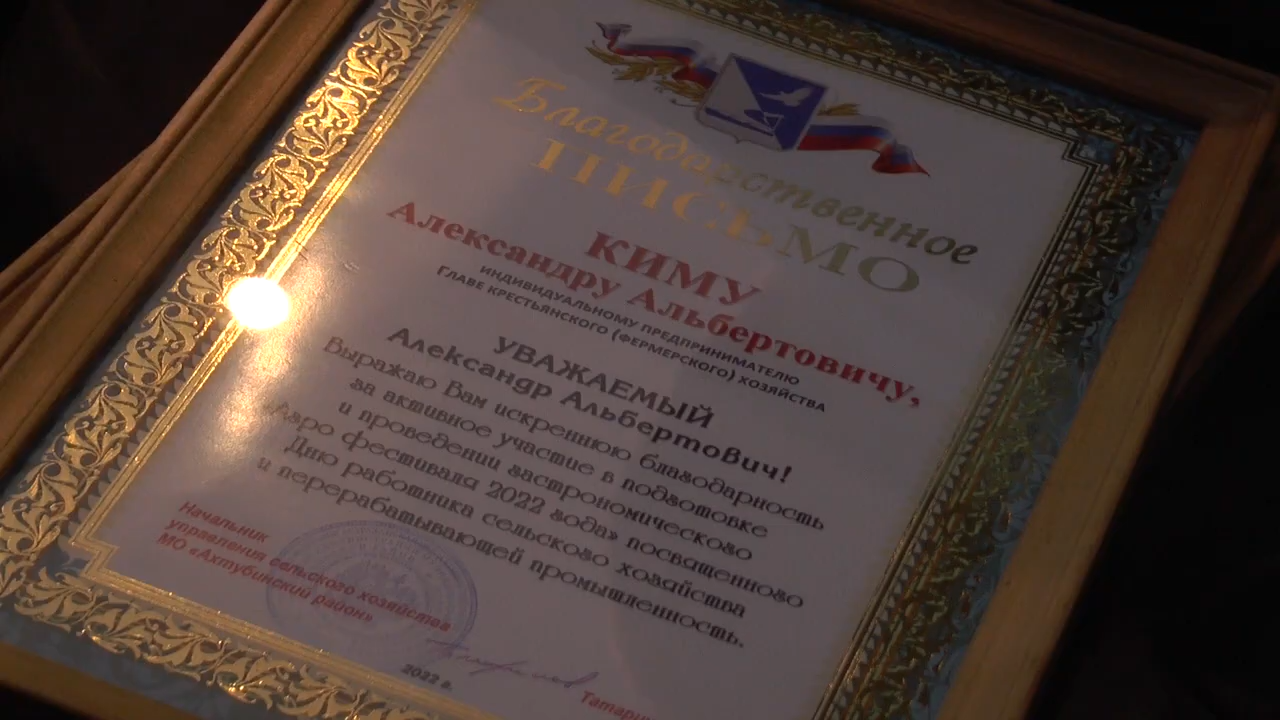 Благодарственное
ПИСЬМО
КИМУ
Александру Альбертовичу,
ИНДИВИДУАЛЬНОМУ ПРЕДПРИНИМАТЕЛЮ
ГЛАВЕ КРЕСТЬЯНСКОГО (ФЕРМЕРСКОГО) ХОЗЯЙСТВА
УВАЖАЕМЫЙ
Александр Альбертович!
Выражаю Вам искреннюю благодарность
за активное участие в подготовке
и проведении гастрономического
«Агро фестиваля 2022 года» посвященного
Дню работника сельского хозяйства
и перерабатывающей промышленность.
Начальник
управления сельского хозяйства
МО «Ахтубинский район»
2022 г.